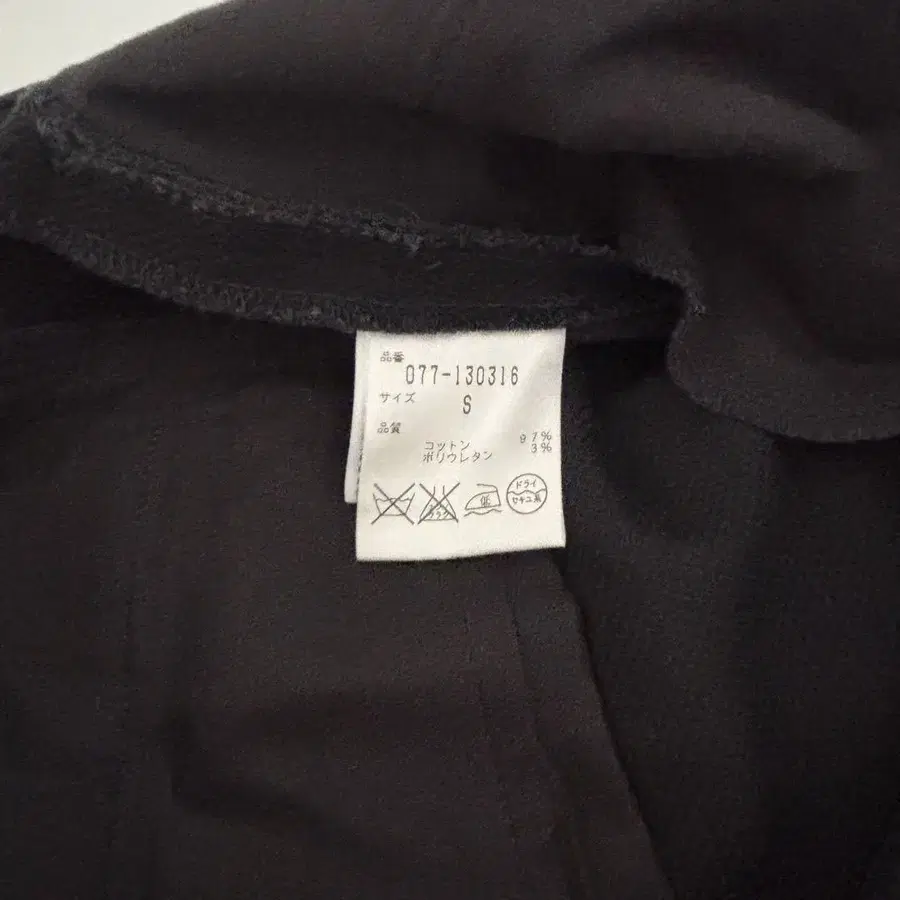 品番
077-130316
サイズ
S
品質
コットン 97%
ポリウレタン 3%
低
ドライ
セキユ系